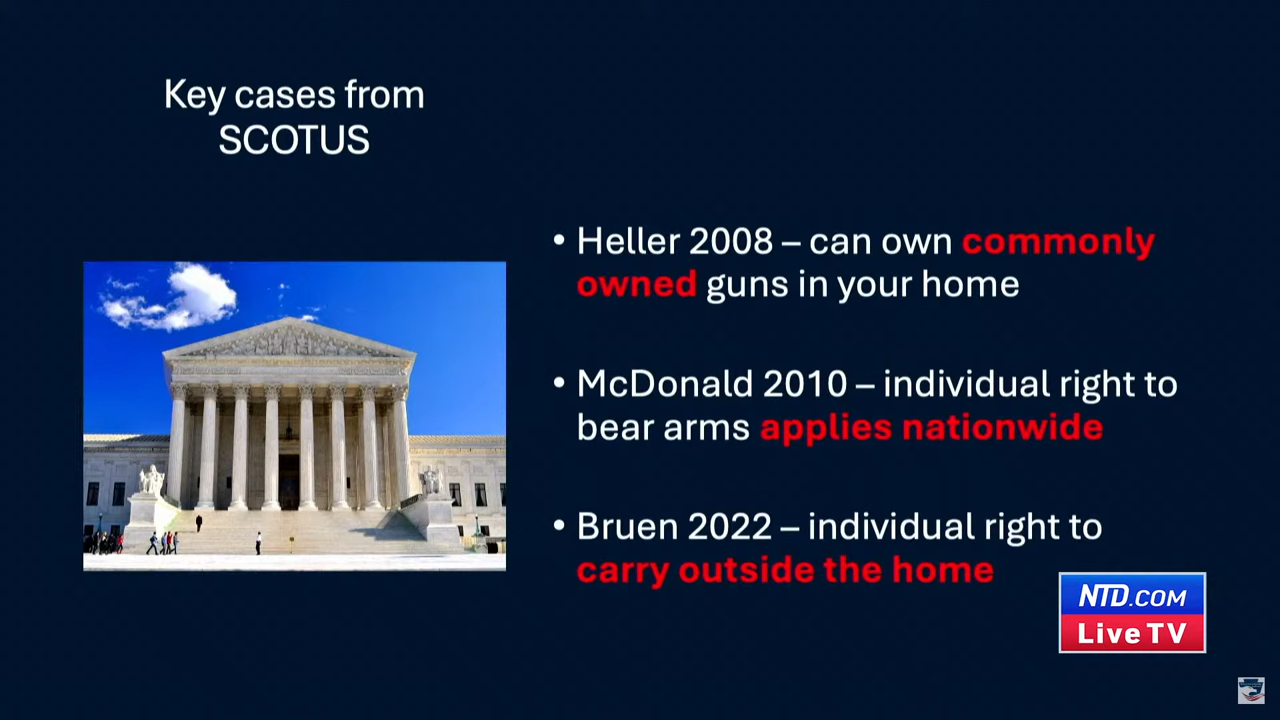 Key cases from
SCOTUS
• Heller 2008 – can own commonly
owned guns in your home
• McDonald 2010 – individual right to
bear arms applies nationwide
• Bruen 2022 – individual right to
carry outside the home
NTD.COM
Live TV